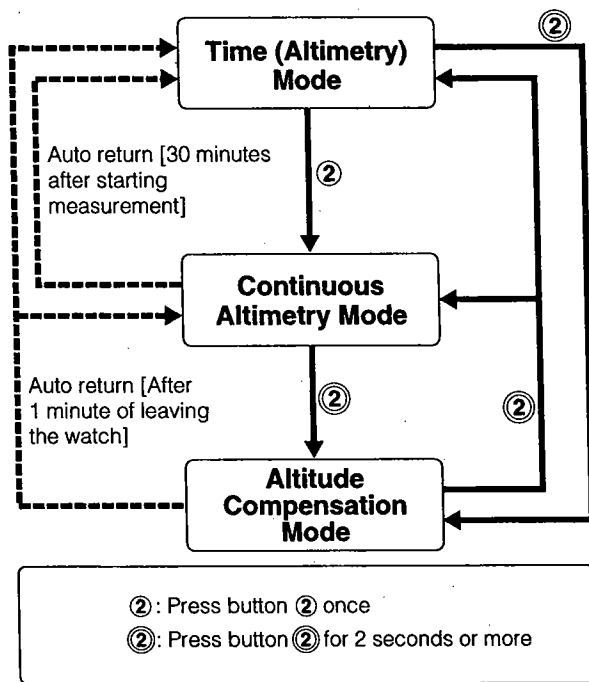 Time (Altimetry)
Mode
②
Auto return [30 minutes
after starting
measurement]
②
Continuous
Altimetry Mode
Auto return [After
1 minute of leaving
the watch]
②
②
Altitude
Compensation
Mode
②: Press button ② once
②: Press button ② for 2 seconds or more